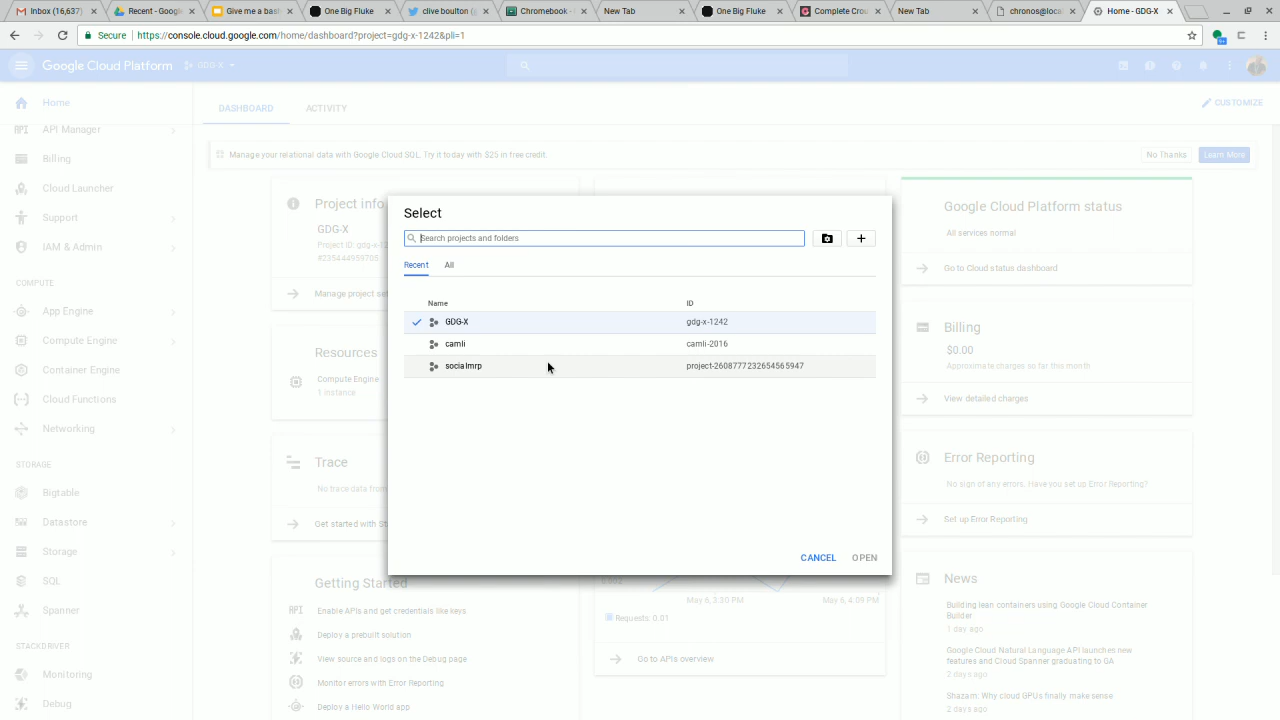 Inbox (16,637)
Recent - Google
Give me a bas
One Big Fluke
clive boulton (
Chromebook -
New Tab
One Big Fluke
Complete Crou
New Tab
chronos@loca
Home - GDG-X
Secure
https://console.cloud.google.com/home/dashboard?project=gdg-x-1242&pli=1
Google Cloud Platform
GDG-X
Home
DASHBOARD
ACTIVITY
CUSTOMIZE
API Manager
Billing
Cloud Launcher
Support
IAM & Admin
COMPUTE
App Engine
Compute Engine
Container Engine
Cloud Functions
Networking
STORAGE
Bigtable
Datastore
Storage
SQL
Spanner
STACKDRIVER
Monitoring
Debug
Manage your relational data with Google Cloud SQL. Try it today with $25 in free credit.
No Thanks
Learn More
Project info
GDG-X
Project ID: gdg-x-12
#235444959705
Manage project set
Resources
Compute Engine
1 instance
Trace
No trace data from
Get started with St
Getting Started
Enable APIs and get credentials like keys
Deploy a prebuilt solution
View source and logs on the Debug page
Monitor errors with Error Reporting
Deploy a Hello World app
Select
Search projects and folders
Recent
All
Name
ID
GDG-X
gdg-x-1242
camli
camli-2016
socialmrp
project-2608777232654565947
CANCEL
OPEN
0.002
May 6, 3:30 PM
May 6, 4:09 PM
Requests: 0.01
Go to APIs overview
Google Cloud Platform status
All services normal
Go to Cloud status dashboard
Billing
$0.00
Approximate charges so far this month
View detailed charges
Error Reporting
No sign of any errors. Have you set up Error Reporting?
Set up Error Reporting
News
Building lean containers using Google Cloud Container
Builder
1 day ago
Google Cloud Natural Language API launches new
features and Cloud Spanner graduating to GA
2 days ago
Shazam: Why cloud GPUs finally make sense
2 days ago